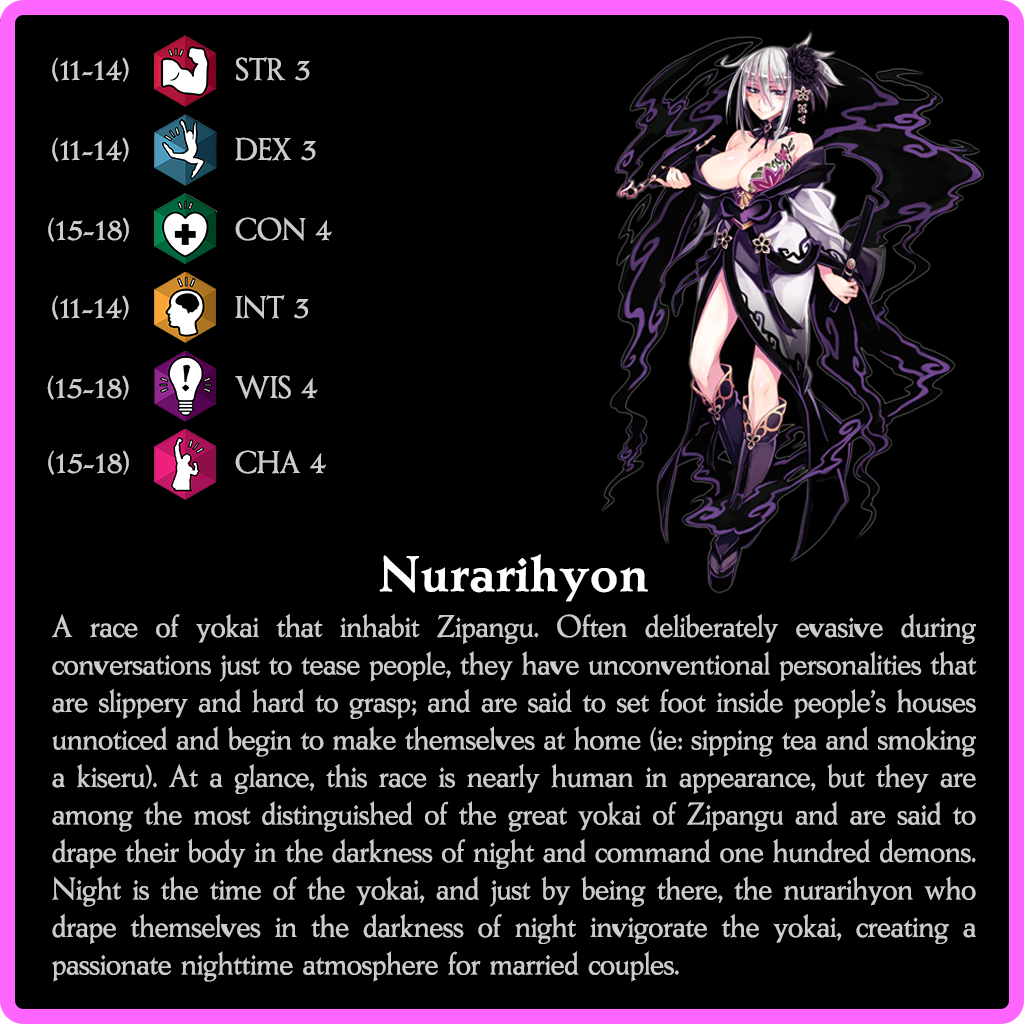 (11-14) STR 3
(11-14) DEX 3
(15-18) CON 4
(11-14) INT 3
(15-18) WIS 4
(15-18) CHA 4
Nurarihyon
A race of yokai that inhabit Zipangu. Often deliberately evasive during
conversations just to tease people, they have unconventional personalities that
are slippery and hard to grasp; and are said to set foot inside people's houses
unnoticed and begin to make themselves at home (ie: sipping tea and smoking
a kiseru). At a glance, this race is nearly human in appearance, but they are
among the most distinguished of the great yokai of Zipangu and are said to
drape their body in the darkness of night and command one hundred demons.
Night is the time of the yokai, and just by being there, the nurarihyon who
drape themselves in the darkness of night invigorate the yokai, creating a
passionate nighttime atmosphere for married couples.